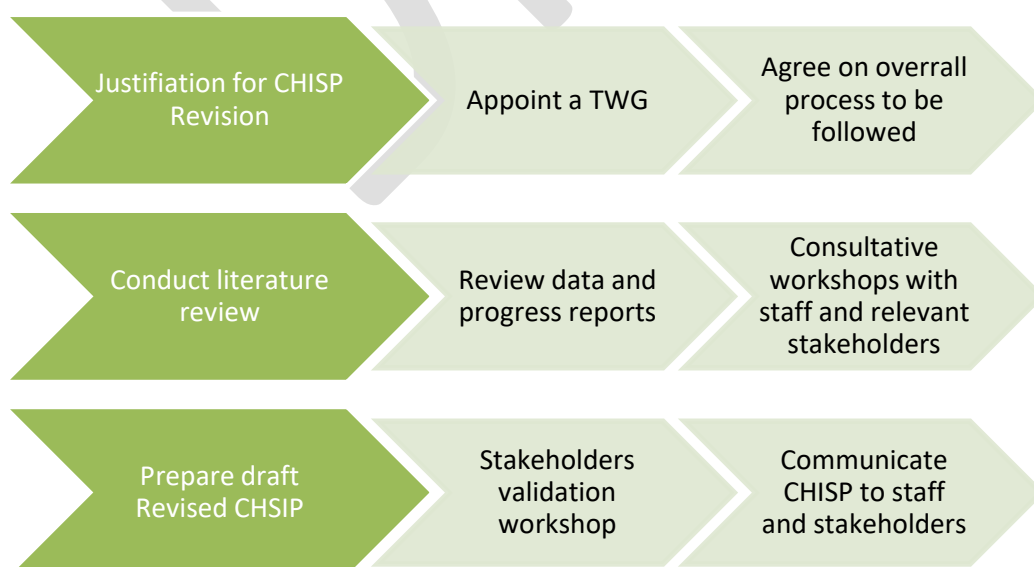 Justifiation for CHISP
Revision
Appoint a TWG
Agree on overrall
process to be
followed
Conduct literature
review
Review data and
progress reports
Consultative
workshops with
staff and relevant
stakeholders
Prepare draft
Revised CHSIP
Stakeholders
validation
workshop
Communicate
CHISP to staff
and stakeholders